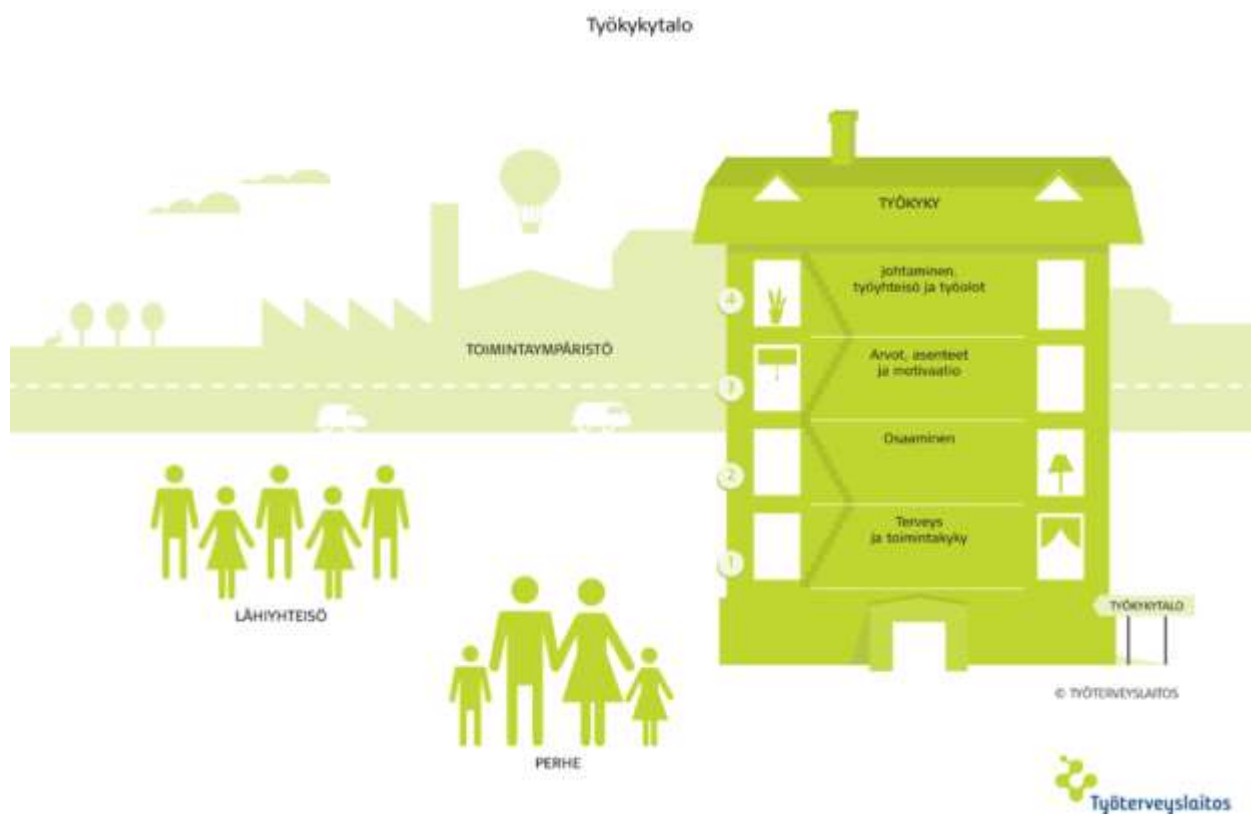 Työkykytalo
TYÖKYKY
4
Johtaminen,
työyhteisö ja työolot
TOIMINTAYMPÄRISTÖ
3
Arvot, asenteet
ja motivaatio
2
Osaaminen
1
Terveys
ja toimintakyky
LÄHIYHTEISÖ
PERHE
TYÖKYKYTALO
© TYÖTERVEYSLAITOS
Työterveyslaitos